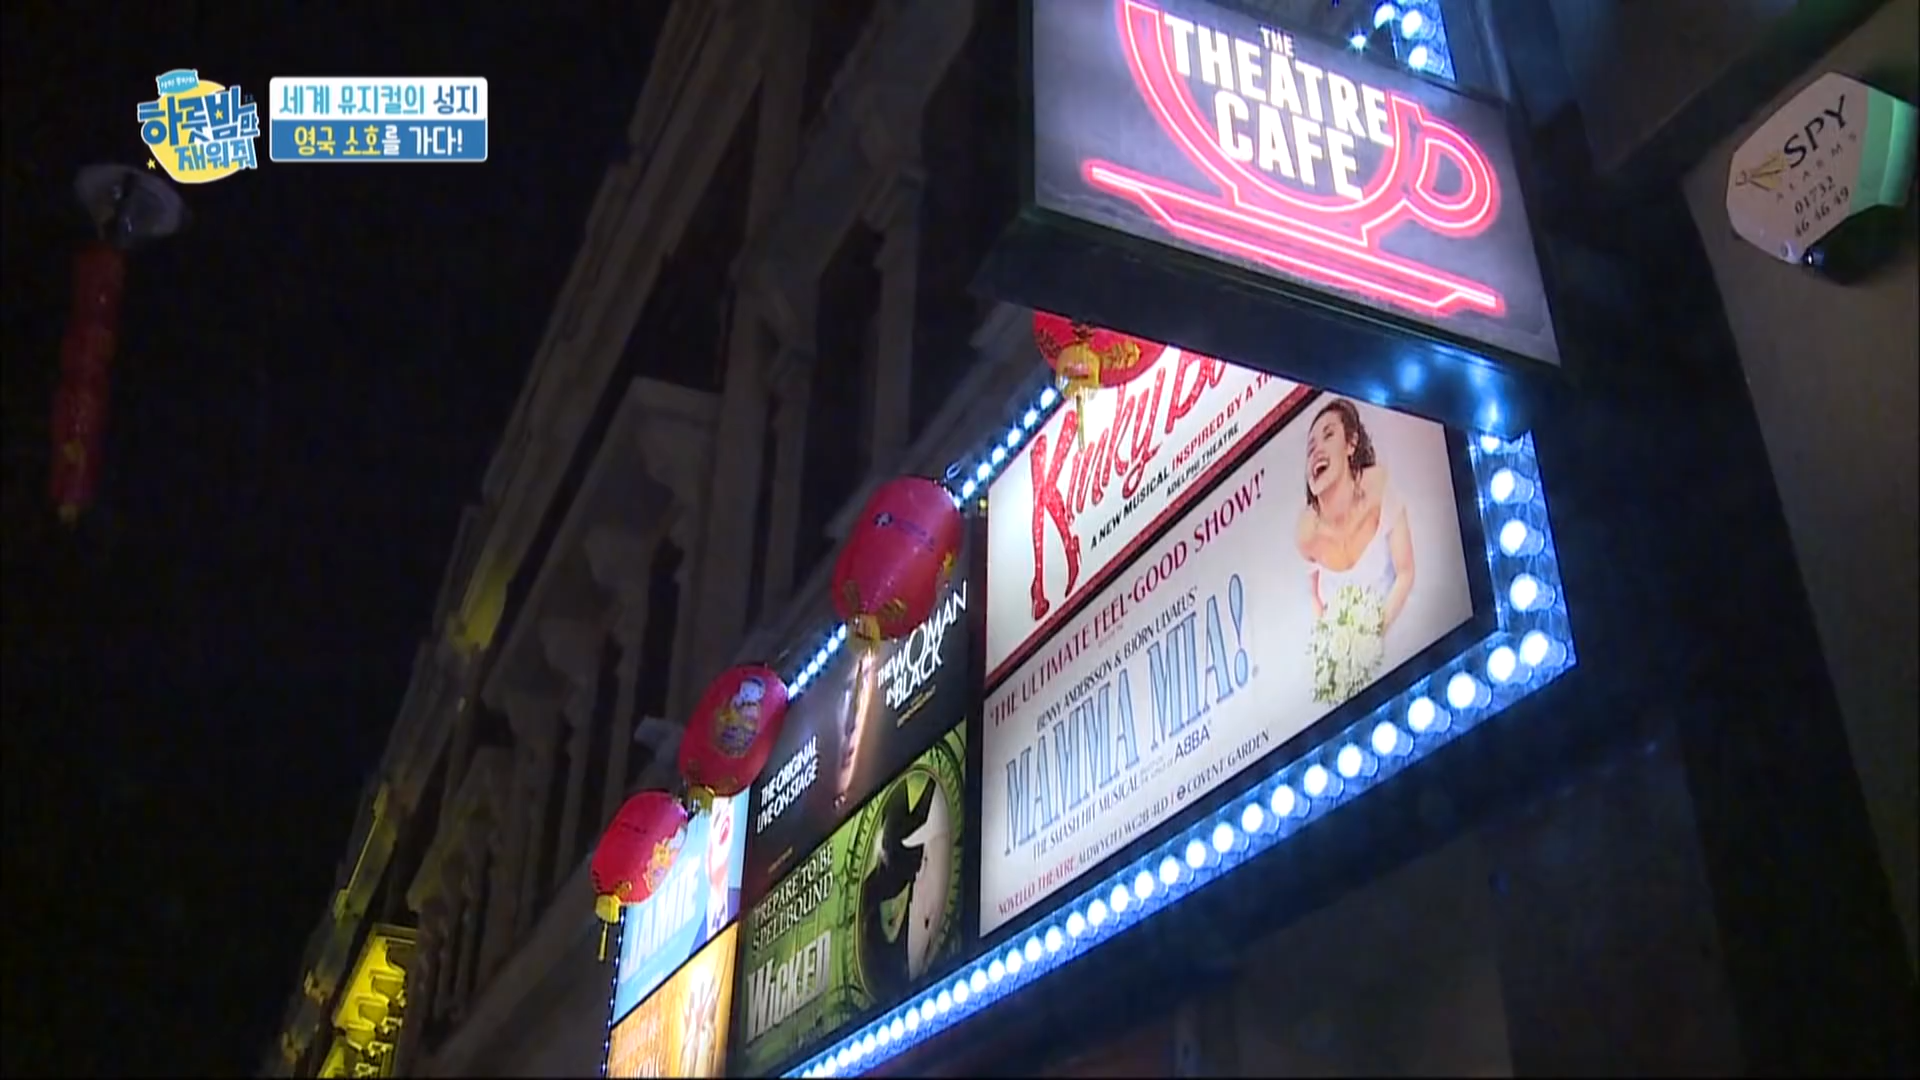 하룻밤만
재워줘
세계 뮤지컬의 성지
영국 소호를 가다!
THE
THEATRE
CAFE
SPY
ALARMS
01732
46 46 49
Kinky Bo
A NEW MUSICAL INSPIRED BY A T
ADELPHI THEATRE
'THE ULTIMATE FEEL-GOOD SHOW!'
BENNY ANDERSSON & BJÖRN ULVAEUS'
MAMMA MIA!
THE SMASH HIT MUSICAL BASED ON THE SONGS OF ABBA
NOVELLO THEATRE ALDWYCH WC2B 4LD | COVENT GARDEN
THE WOMAN
IN BLACK
THE ORIGINAL
LIVE ON STAGE
PREPARE TO BE
SPELLBOUND
WICKED
JAMIE